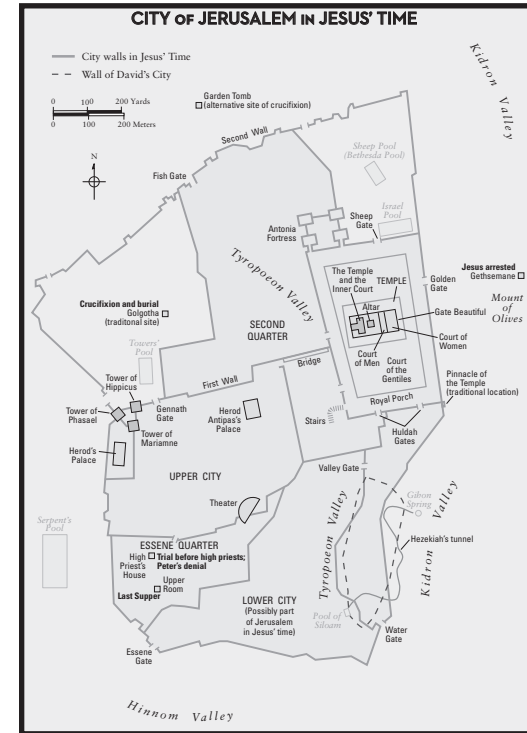 CITY OF JERUSALEM IN JESUS' TIME
City walls in Jesus' Time
Wall of David's City
0 100 200 Yards
0 100 200 Meters
N
Garden Tomb
(alternative site of crucifixion)
Kidron Valley
Second Wall
Sheep Pool
(Bethesda Pool)
Fish Gate
Israel
Pool
Sheep
Gate
Antonia
Fortress
Tyropoeon Valley
The Temple
and the
Inner Court
TEMPLE
Altar
Golden
Gate
Jesus arrested
Gethsemane
Mount
of
Olives
Gate Beautiful
Court of
Women
Court
of Men
Court
of the
Gentiles
Crucifixion and burial
Golgotha
(traditonal site)
SECOND
QUARTER
Towers'
Pool
Bridge
First Wall
Tower of
Hippicus
Tower of
Phasael
Gennath
Gate
Tower of
Mariamne
Herod
Antipas's
Palace
Herod's
Palace
Stairs
Royal Porch
Pinnacle of
the Temple
(traditional location)
Huldah
Gates
UPPER CITY
Valley Gate
Theater
Tyropoeon Valley
Gihon
Spring
Kidron Valley
Hezekiah's tunnel
Serpent's
Pool
ESSENE QUARTER
High
Priest's
House
Trial before high priests;
Peter's denial
Upper
Room
Last Supper
LOWER CITY
(Possibly part
of Jerusalem
in Jesus' time)
Pool of
Siloam
Water
Gate
Essene
Gate
Hinnom Valley